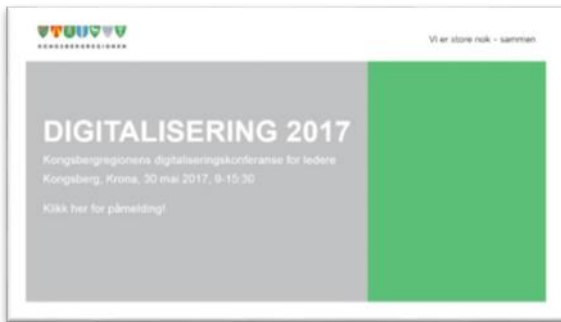 KONGSBERGREGIONEN
Vi er store nok - sammen
DIGITALISERING 2017
Kongsbergregionens digitaliseringskonferanse for ledere
Kongsberg, Krona, 30 mai 2017, 9-15:30
Klikk her for påmelding!